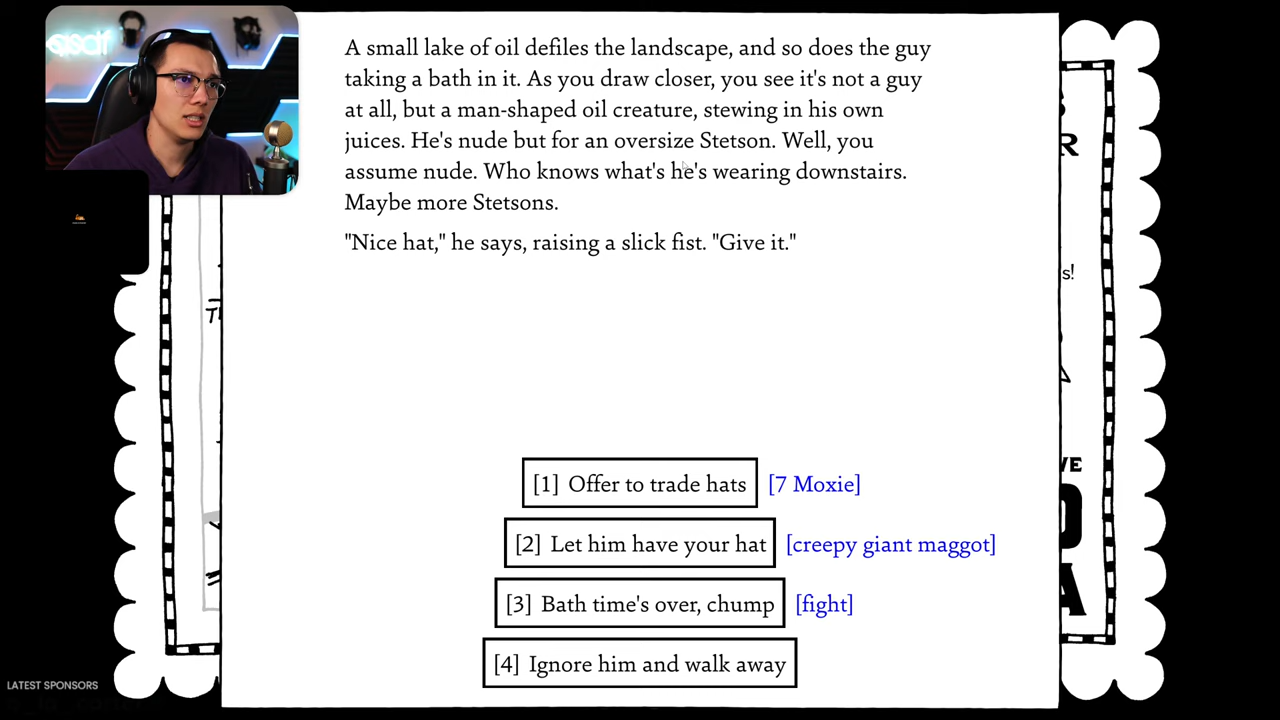 A small lake of oil defiles the landscape, and so does the guy
taking a bath in it. As you draw closer, you see it's not a guy
at all, but a man-shaped oil creature, stewing in his own
juices. He's nude but for an oversize Stetson. Well, you
assume nude. Who knows what's he's wearing downstairs.
Maybe more Stetsons.
"Nice hat," he says, raising a slick fist. "Give it."
s!
[1] Offer to trade hats [7 Moxie]
[2] Let him have your hat [creepy giant maggot]
[3] Bath time's over, chump [fight]
[4] Ignore him and walk away
LATEST SPONSORS